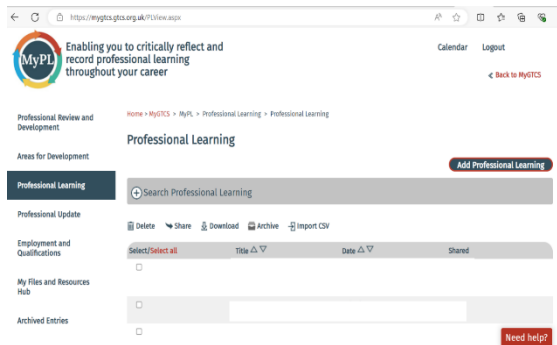 https://mygtcs.gtcs.org.uk/PLView.aspx
MyPL
Enabling you to critically reflect and
record professional learning
throughout your career
Calendar Logout
Back to MyGTCS
Professional Review and
Development
Areas for Development
Professional Learning
Professional Update
Employment and
Qualifications
My Files and Resources
Hub
Archived Entries
Home > MyGTCS > MyPL > Professional Learning > Professional Learning
Professional Learning
Add Professional Learning
Search Professional Learning
Delete Share Download Archive Import CSV
Select/Select all Title Date Shared
Need help?